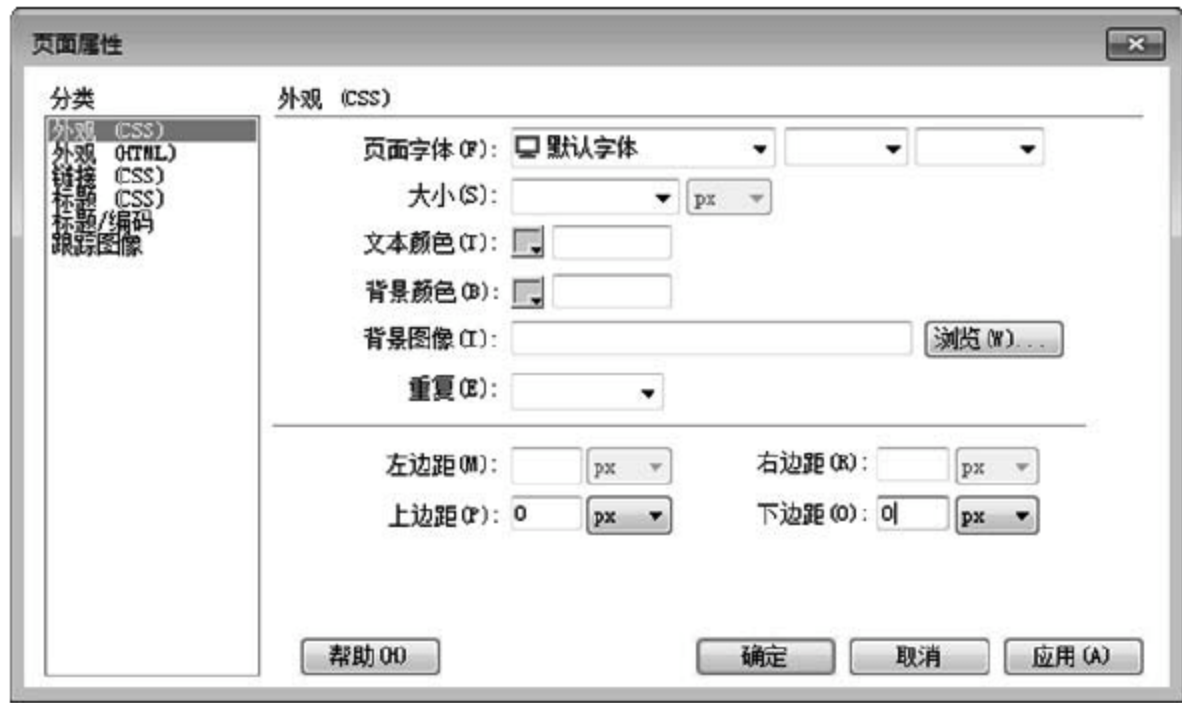 页面属性
分类
外观 (CSS)
外观 (HTML)
链接 (CSS)
标题 (CSS)
标题/编码
跟踪图像
外观 (CSS)
页面字体(F): 默认字体
大小(S): px
文本颜色(T):
背景颜色(B):
背景图像(I): 浏览(W)...
重复(E):
左边距(M): px 右边距(R): px
上边距(P): 0 px 下边距(O): 0 px
帮助(H) 确定 取消 应用(A)